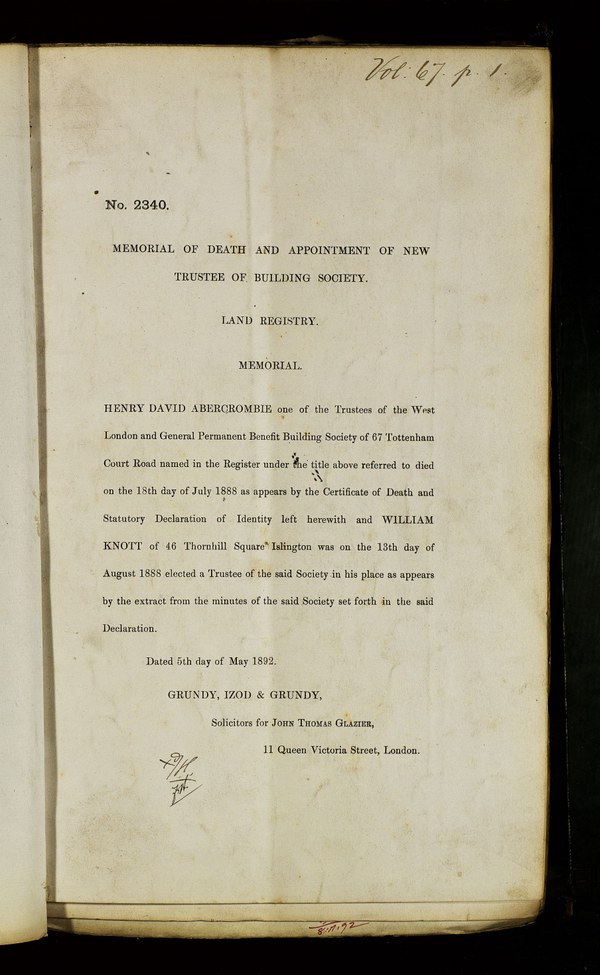 Vol: 67. p. 1.
No. 2340.
MEMORIAL OF DEATH AND APPOINTMENT OF NEW
TRUSTEE OF BUILDING SOCIETY.
LAND REGISTRY.
MEMORIAL.
HENRY DAVID ABERCROMBIE one of the Trustees of the West
London and General Permanent Benefit Building Society of 67 Tottenham
Court Road named in the Register under the title above referred to died
on the 18th day of July 1888 as appears by the Certificate of Death and
Statutory Declaration of Identity left herewith and WILLIAM
KNOTT of 46 Thornhill Square Islington was on the 13th day of
August 1888 elected a Trustee of the said Society in his place as appears
by the extract from the minutes of the said Society set forth in the said
Declaration.
Dated 5th day of May 1892.
GRUNDY, IZOD & GRUNDY,
Solicitors for JOHN THOMAS GLAZIER,
11 Queen Victoria Street, London.